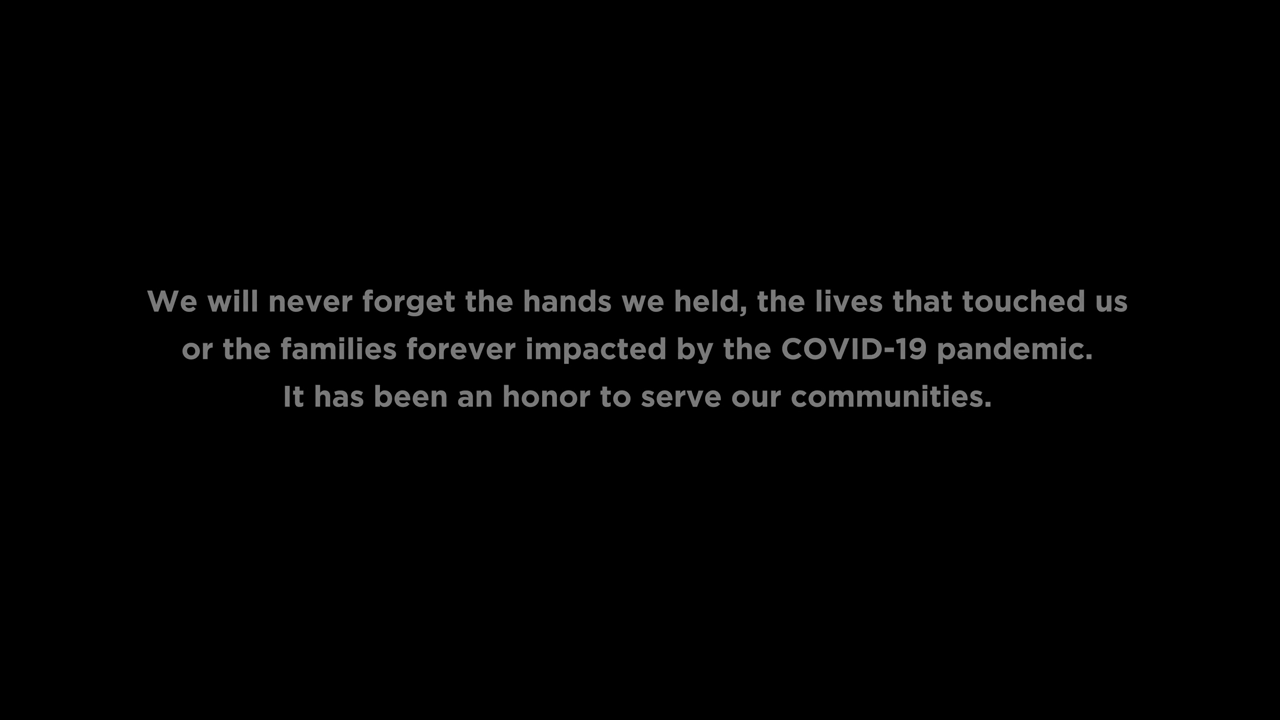 We will never forget the hands we held, the lives that touched us
or the families forever impacted by the COVID-19 pandemic.
It has been an honor to serve our communities.